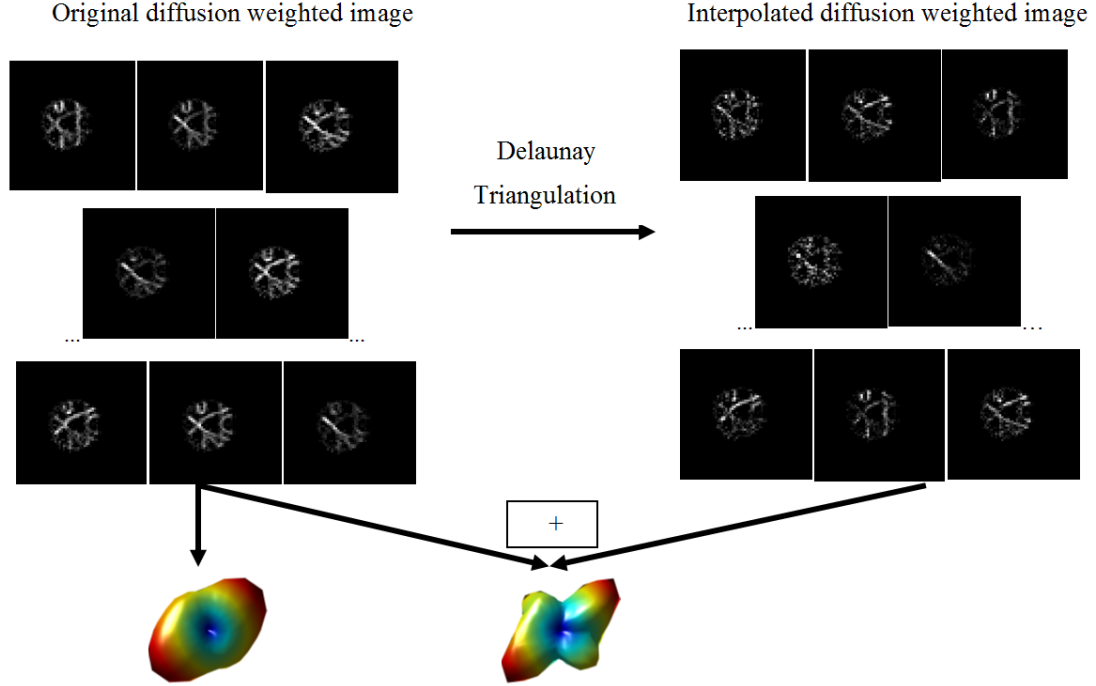 Original diffusion weighted image
Interpolated diffusion weighted image
Delaunay
Triangulation
...
...
...
...
+